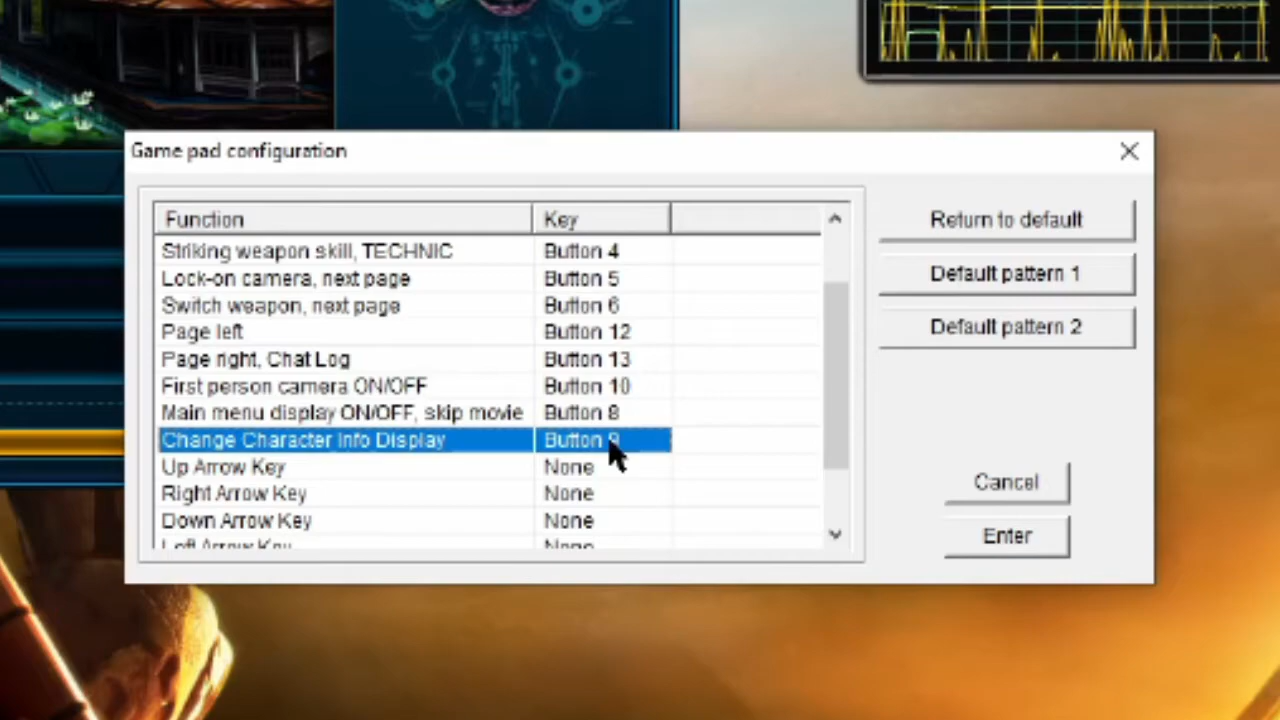 Game pad configuration
Function Key
Striking weapon skill, TECHNIC Button 4
Lock-on camera, next page Button 5
Switch weapon, next page Button 6
Page left Button 12
Page right, Chat Log Button 13
First person camera ON/OFF Button 10
Main menu display ON/OFF, skip movie Button 8
Change Character Info Display Button 9
Up Arrow Key None
Right Arrow Key None
Down Arrow Key None
Left Arrow Key None
Return to default
Default pattern 1
Default pattern 2
Cancel
Enter